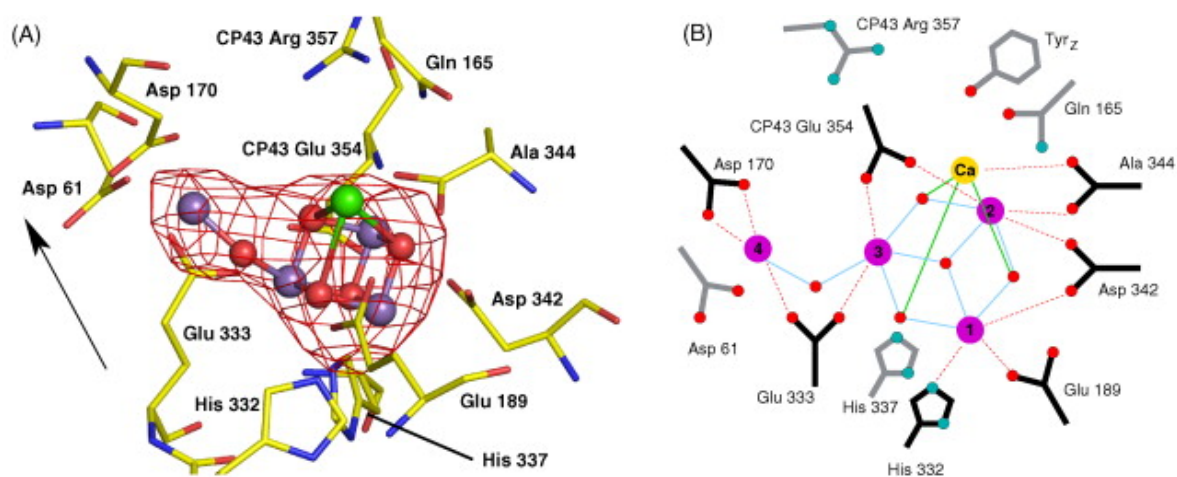 (A)
CP43 Arg 357
Gln 165
Asp 170
CP43 Glu 354
Ala 344
Asp 61
Asp 342
Glu 333
Glu 189
His 332
His 337
(B)
CP43 Arg 357
Tyr_Z
Gln 165
CP43 Glu 354
Asp 170
Ca
Ala 344
2
4
3
Asp 342
1
Asp 61
Glu 333
His 337
Glu 189
His 332